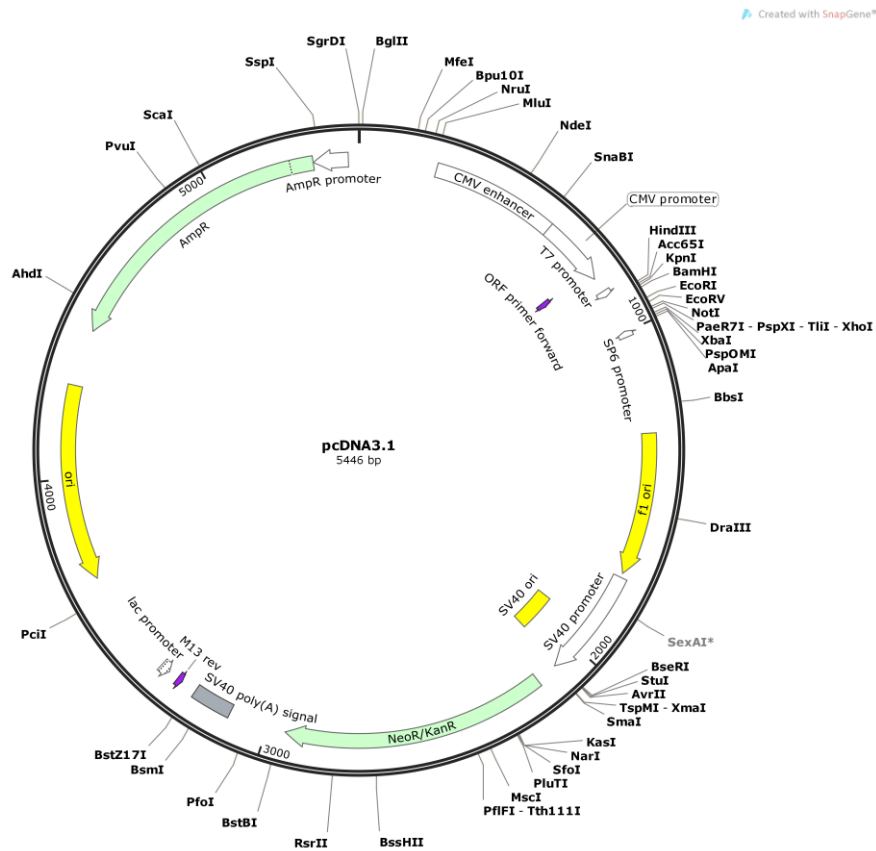 Created with SnapGene®
SgrDI
BglII
SspI
MfeI
Bpu10I
NruI
MluI
ScaI
NdeI
PvuI
SnaBI
5000
AmpR promoter
CMV enhancer
CMV promoter
AmpR
HindIII
Acc65I
KpnI
BamHI
EcoRI
EcoRV
NotI
PaeR7I - PspXI - TliI - XhoI
XbaI
PspOMI
ApaI
AhdI
T7 promoter
ORF primer forward
1000
SP6 promoter
BbsI
pcDNA3.1
5446 bp
ori
4000
f1 ori
DraIII
SV40 ori
SV40 promoter
SexAI*
2000
PciI
lac promoter
M13 rev
SV40 poly(A) signal
BseRI
StuI
AvrII
TspMI - XmaI
SmaI
NeoR/KanR
3000
KasI
NarI
SfoI
PluTI
MscI
PflFI - Tth111I
BstZ17I
BsmI
PfoI
BstBI
RsrII
BssHII